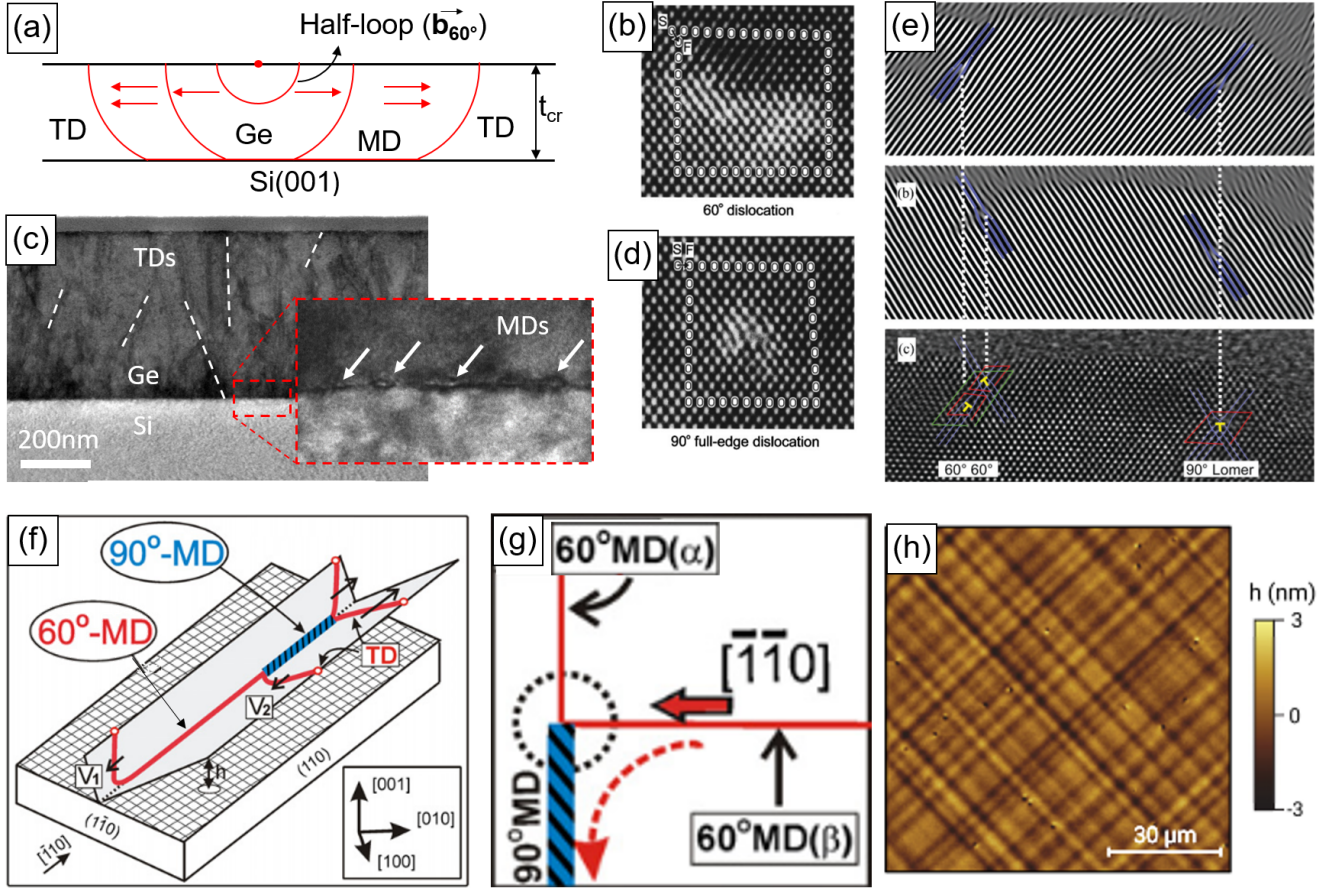 (a)
Half-loop (b60°)
TD
Ge
MD
TD
tcr
Si(001)
(b)
S
F
60° dislocation
(c)
TDs
MDs
Ge
Si
200nm
(d)
S F
90° full-edge dislocation
(e)
(b)
(c)
60° 60°
90° Lomer
(f)
90°-MD
60°-MD
TD
V2
V1
h
(110)
(11̄0)
[1̄10]
[001]
[010]
[100]
(g)
60°MD(α)
[1̄1̄0]
90°MD
60°MD(β)
(h)
h (nm)
3
0
-3
30 µm